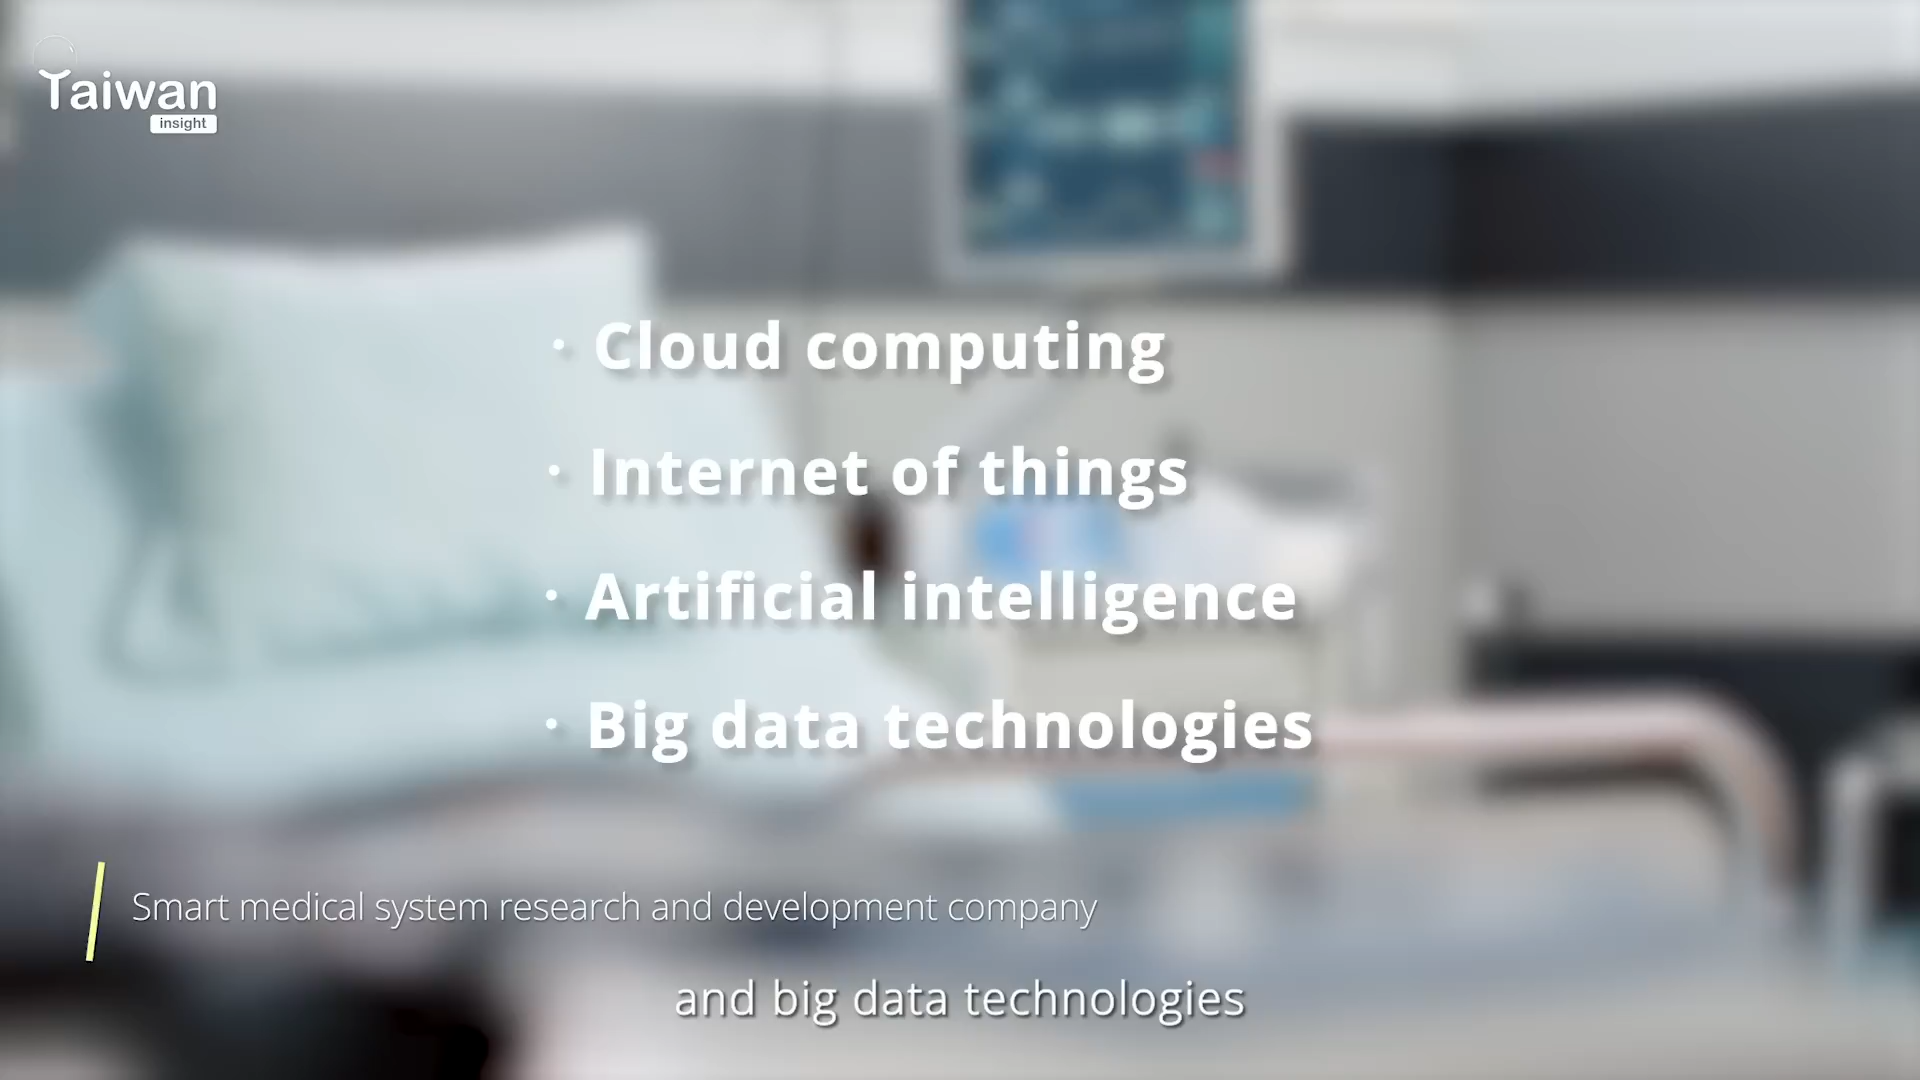 Taiwan
insight
· Cloud computing
· Internet of things
· Artificial intelligence
· Big data technologies
Smart medical system research and development company
and big data technologies